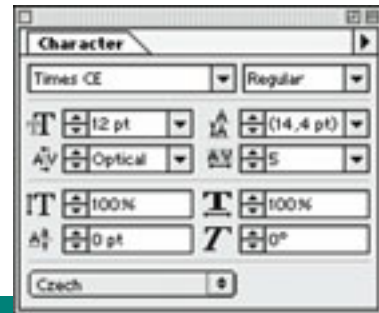 Character
Times CE Regular
12 pt (14,4 pt)
Optical 5
100% 100%
0 pt 0°
Czech